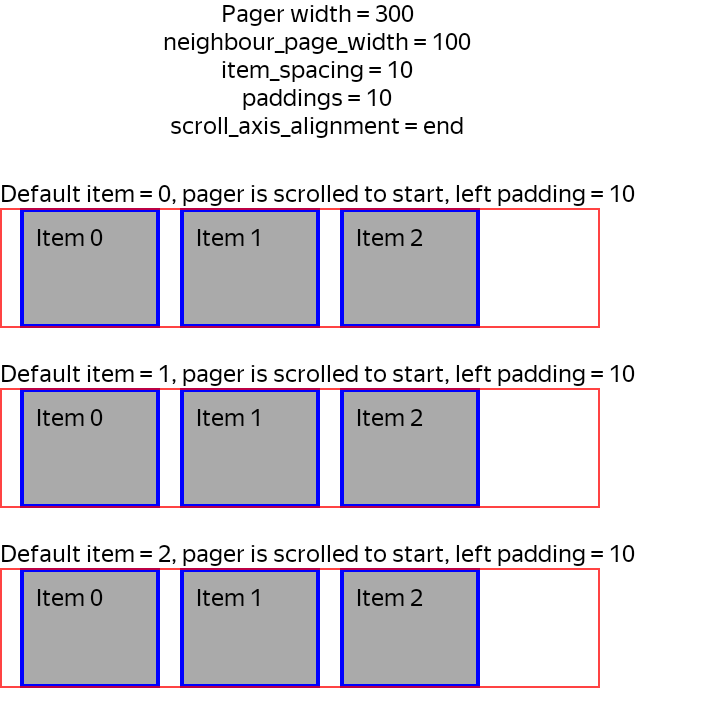 Pager width = 300
neighbour_page_width = 100
item_spacing = 10
paddings = 10
scroll_axis_alignment = end
Default item = 0, pager is scrolled to start, left padding = 10
Item 0 Item 1 Item 2
Default item = 1, pager is scrolled to start, left padding = 10
Item 0 Item 1 Item 2
Default item = 2, pager is scrolled to start, left padding = 10
Item 0 Item 1 Item 2